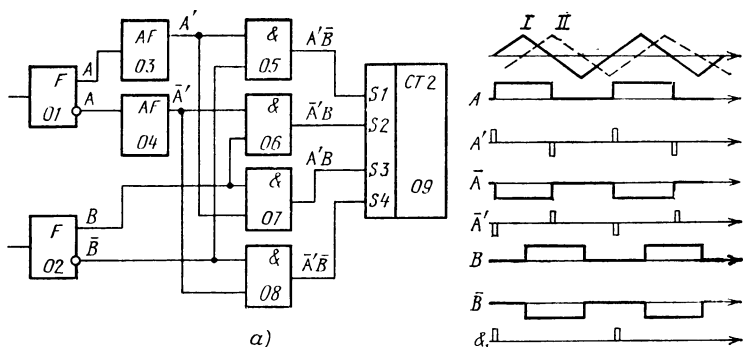 A'
AF
03
F
01
A
A
AF
04
Ā'
&
05
A'B̄
&
06
Ā'B
&
07
A'B
&
08
Ā'B̄
F
02
B
B̄
S1
S2
S3
S4
CT2
09
а)
I
II
A
A'
Ā
Ā'
B
B̄
&